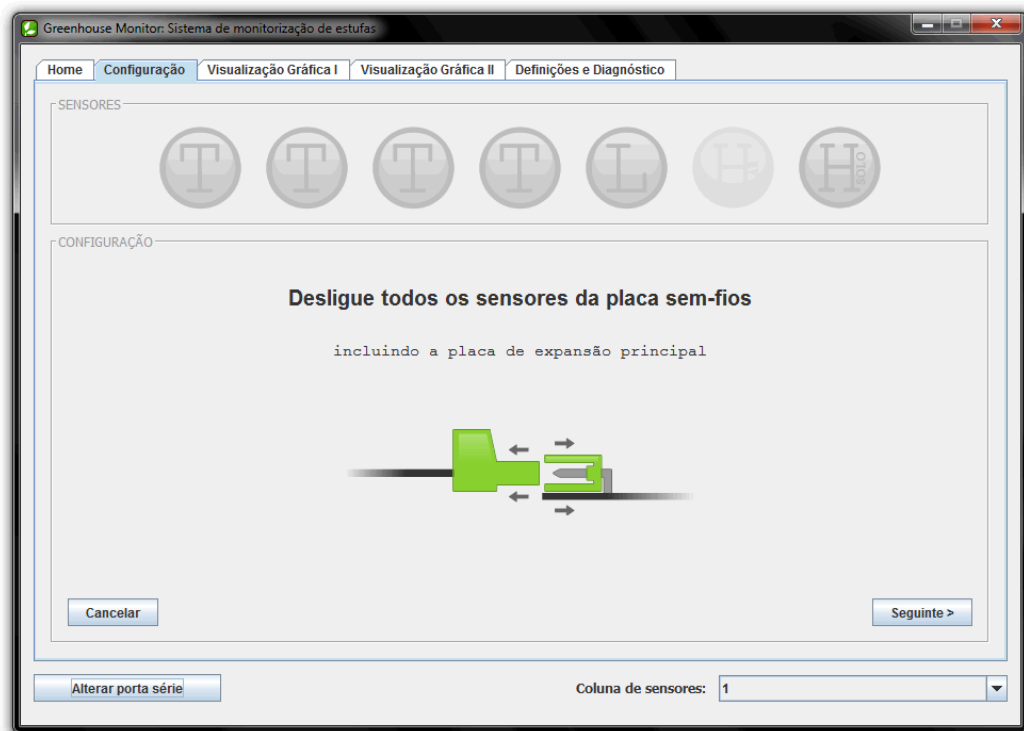 Greenhouse Monitor: Sistema de monitorização de estufas
Home Configuração Visualização Gráfica I Visualização Gráfica II Definições e Diagnóstico
SENSORES
T T T T L H H SOLO
CONFIGURAÇÃO
Desligue todos os sensores da placa sem-fios
incluindo a placa de expansão principal
Cancelar Seguinte >
Alterar porta série Coluna de sensores: 1